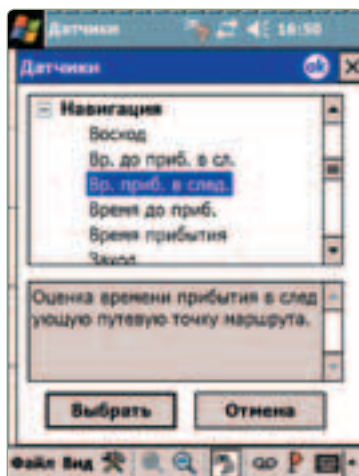 Датчики 16:50
Датчики ok
Навигация
Восход
Вр. до приб. в сл.
Вр. приб. в след.
Время до приб.
Время прибытия
Заход
Оценка времени прибытия в след
ующую путевую точку маршрута.
Выбрать Отмена
Файл Вид